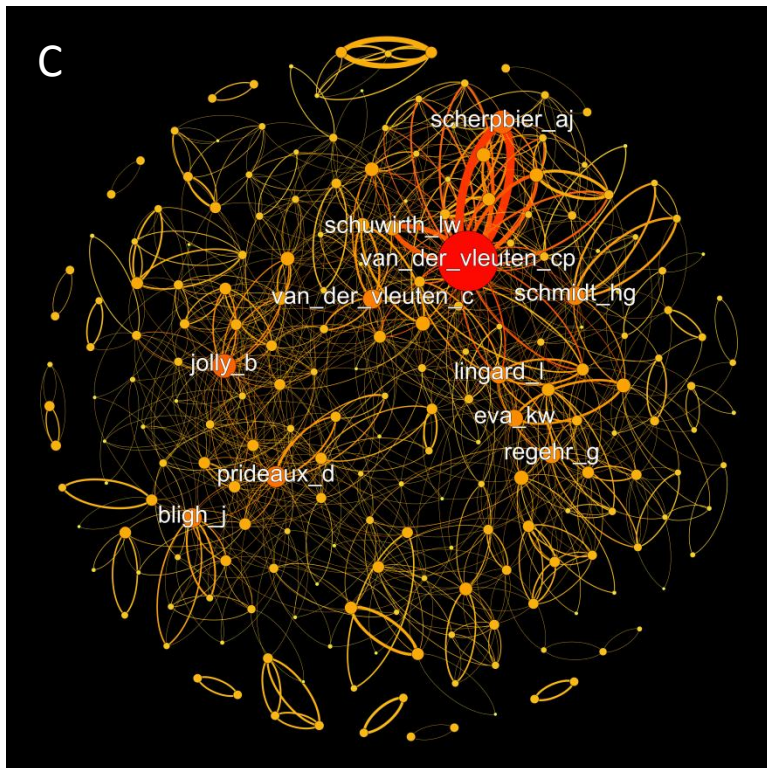 C
scherpbier_aj
schuwirth_lw
van_der_vleuten_cp
van_der_vleuten_c
schmidt_hg
jolly_b
lingard_l
eva_kw
regehr_g
prideaux_d
bligh_j